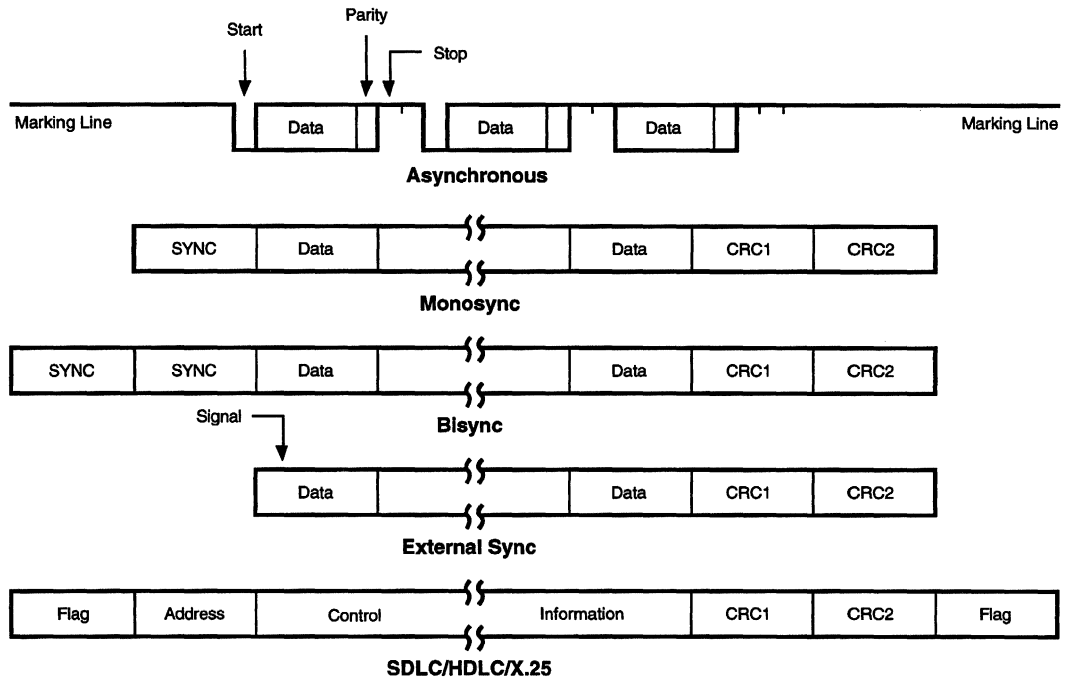 Start
Parity
Stop
Marking Line
Data
Data
Data
Marking Line
Asynchronous
SYNC
Data
Data
CRC1
CRC2
Monosync
SYNC
SYNC
Data
Data
CRC1
CRC2
Signal
Bisync
Data
Data
CRC1
CRC2
External Sync
Flag
Address
Control
Information
CRC1
CRC2
Flag
SDLC/HDLC/X.25